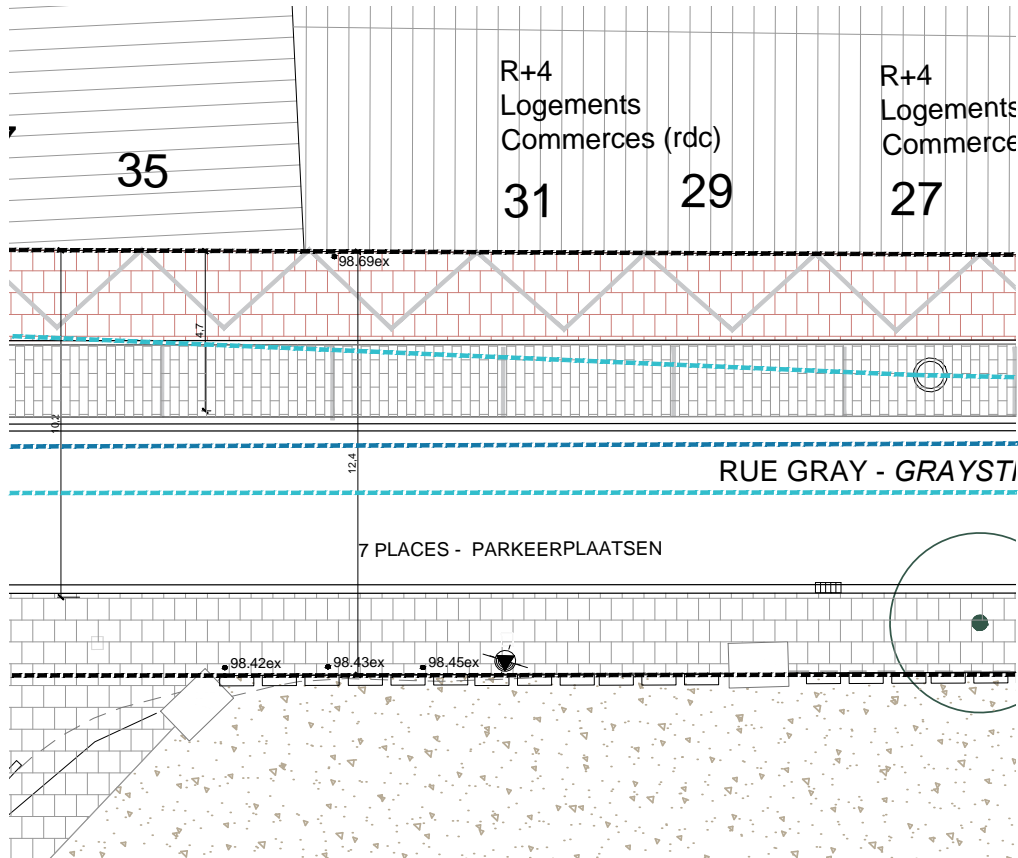 R+4
Logements
Commerces (rdc)
R+4
Logements
Commerce
35
31
29
27
98.69ex
4,7
10,2
12,4
RUE GRAY - GRAYST
7 PLACES - PARKEERPLAATSEN
98.42ex
98.43ex
98.45ex